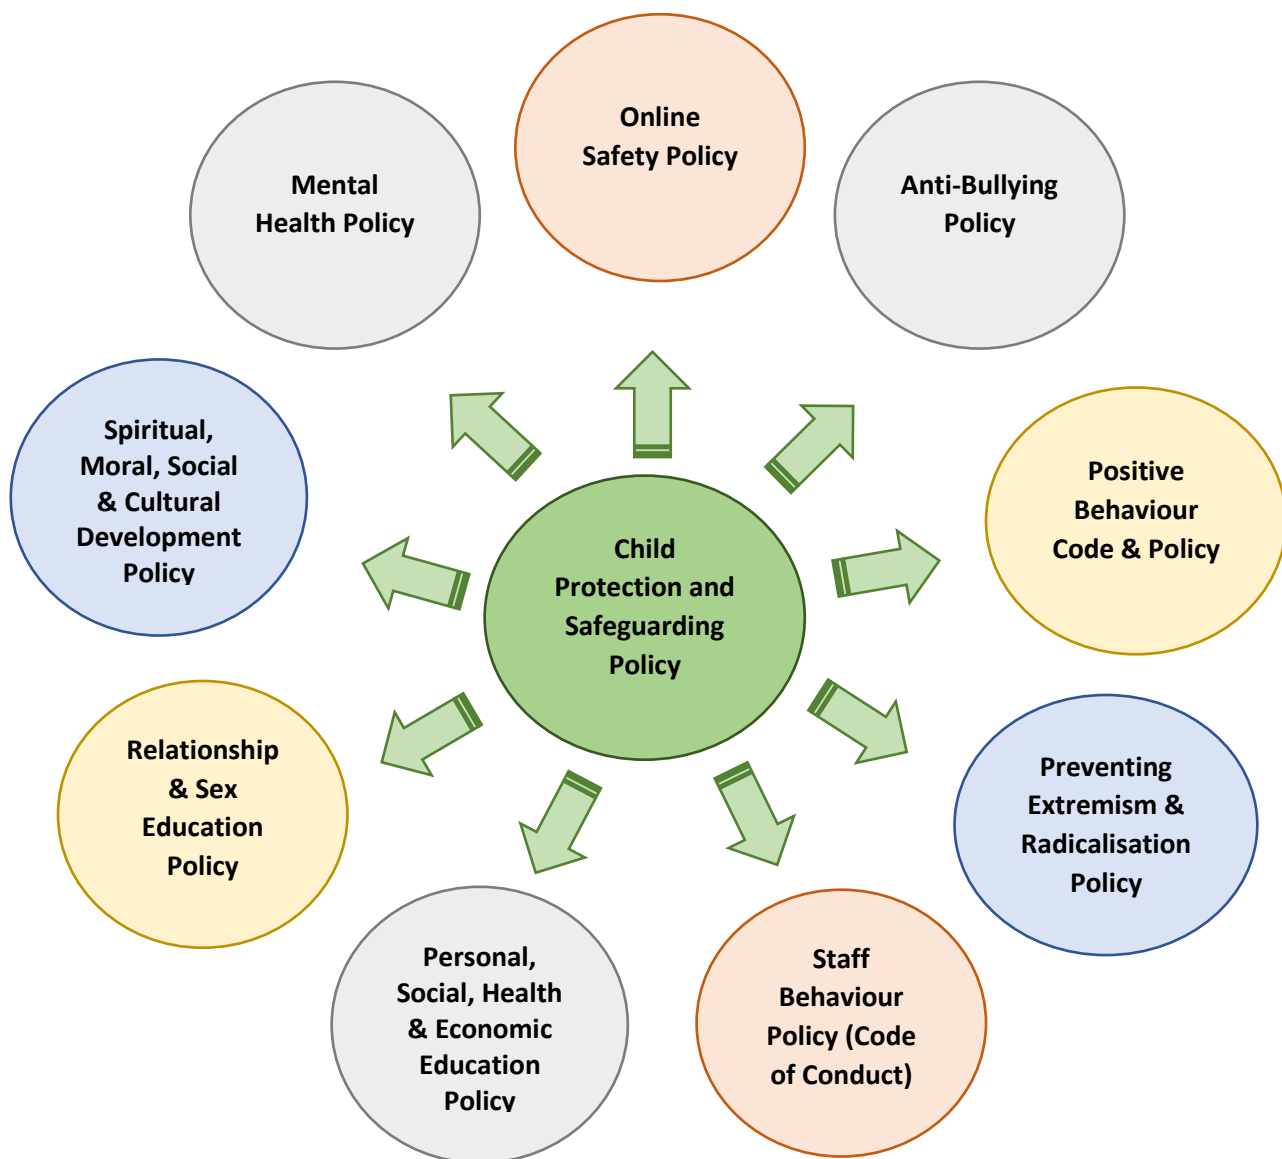 Online
Safety Policy
Mental
Health Policy
Anti-Bullying
Policy
Spiritual,
Moral, Social
& Cultural
Development
Policy
Positive
Behaviour
Code & Policy
Child
Protection and
Safeguarding
Policy
Relationship
& Sex
Education
Policy
Preventing
Extremism &
Radicalisation
Policy
Personal,
Social, Health
& Economic
Education
Policy
Staff
Behaviour
Policy (Code
of Conduct)